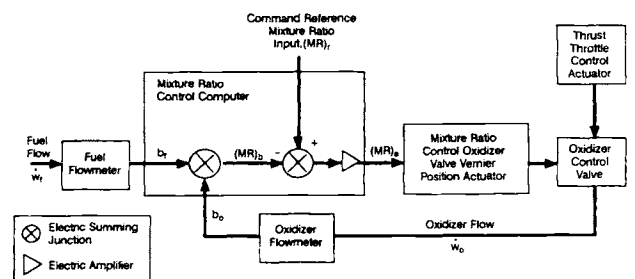 Command Reference
Mixture Ratio
Input,(MR)r
Thrust
Throttle
Control
Actuator
Mixture Ratio
Control Computer
Fuel
Flow
ẇf
Fuel
Flowmeter
bf
(MR)b
-
+
(MR)e
Mixture Ratio
Control Oxidizer
Valve Vernier
Position Actuator
Oxidizer
Control
Valve
bo
Oxidizer
Flowmeter
Oxidizer Flow
ẇo
Electric Summing
Junction
Electric Amplifier